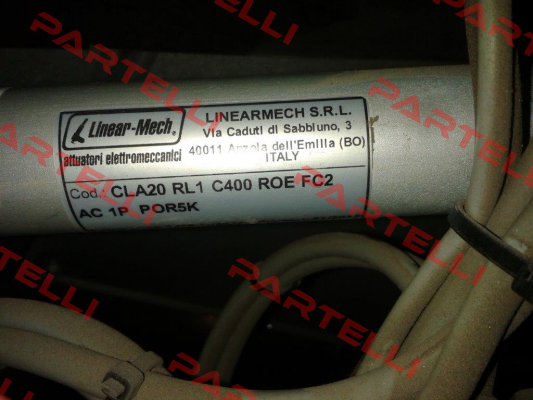 Linear-Mech®
attuatori elettromeccanici
LINEARMECH S.R.L.
Via Caduti di Sabbiuno, 3
40011 Anzola dell'Emilia (BO)
ITALY
Cod.: CLA20 RL1 C400 ROE FC2
AC 1P POR5K
PARTELLI
PARTELLI
PARTELLI
PARTELLI
PARTELLI
PARTELLI